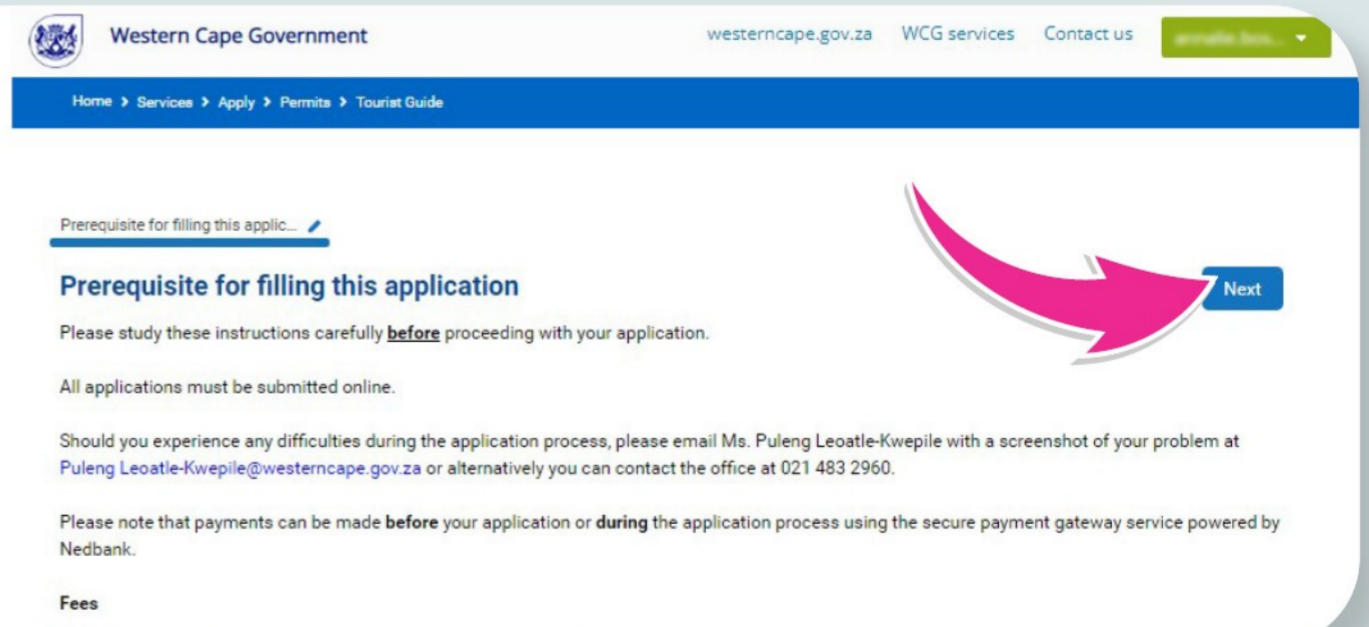 Western Cape Government
westerncape.gov.za WCG services Contact us
Home > Services > Apply > Permits > Tourist Guide
Prerequisite for filling this applic...
Prerequisite for filling this application
Next
Please study these instructions carefully before proceeding with your application.
All applications must be submitted online.
Should you experience any difficulties during the application process, please email Ms. Puleng Leoatle-Kwepile with a screenshot of your problem at
Puleng Leoatle-Kwepile@westerncape.gov.za or alternatively you can contact the office at 021 483 2960.
Please note that payments can be made before your application or during the application process using the secure payment gateway service powered by
Nedbank.
Fees